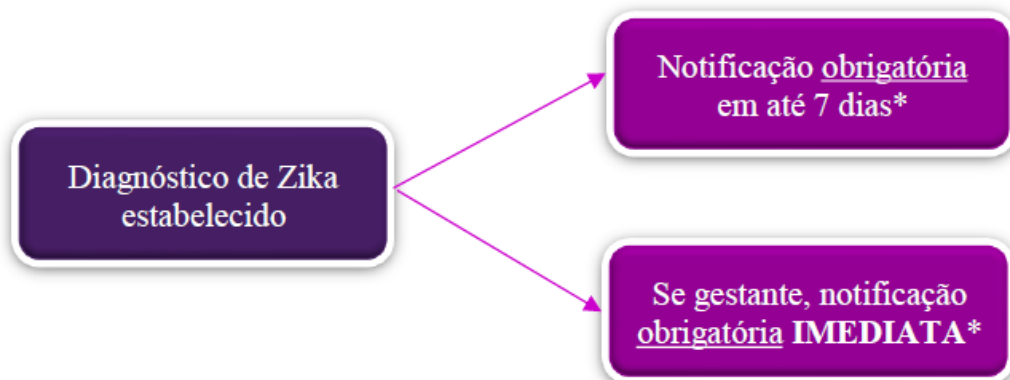 Notificação obrigatória
em até 7 dias*
Diagnóstico de Zika
estabelecido
Se gestante, notificação
obrigatória IMEDIATA*